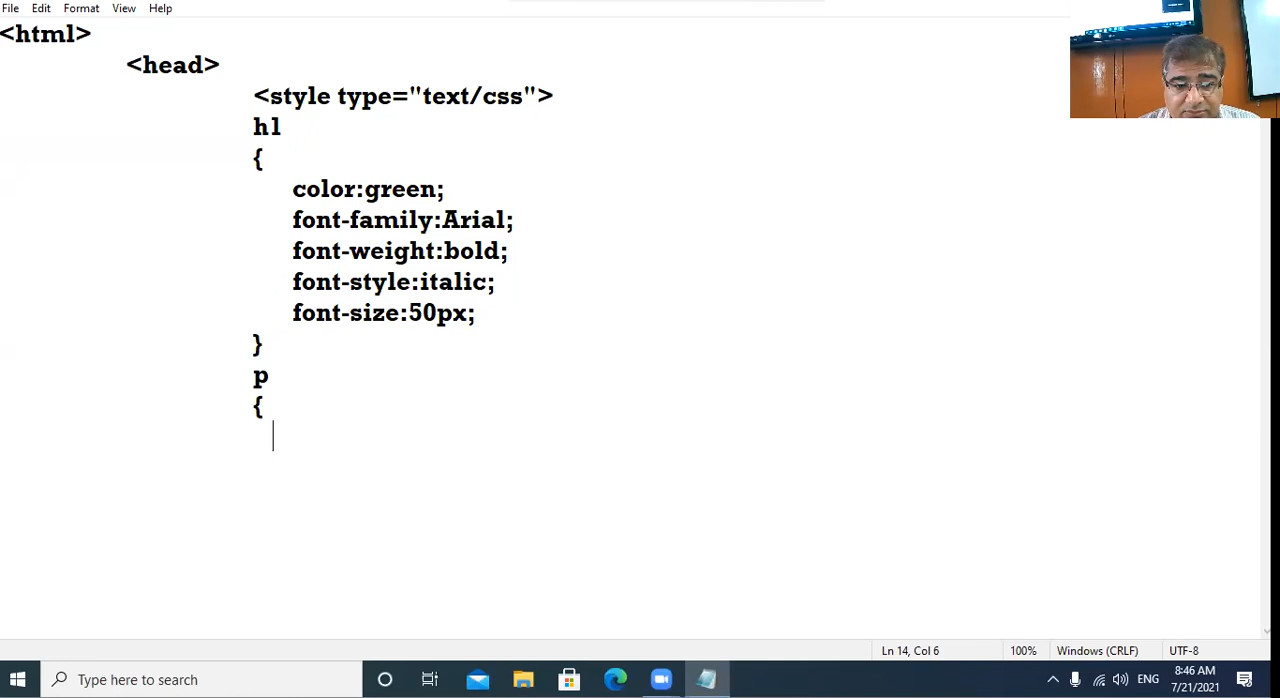 File Edit Format View Help
<html>
<head>
<style type="text/css">
h1
{
color:green;
font-family:Arial;
font-weight:bold;
font-style:italic;
font-size:50px;
}
p
{
Ln 14, Col 6 100% Windows (CRLF) UTF-8
Type here to search ENG 8:46 AM
7/21/2021